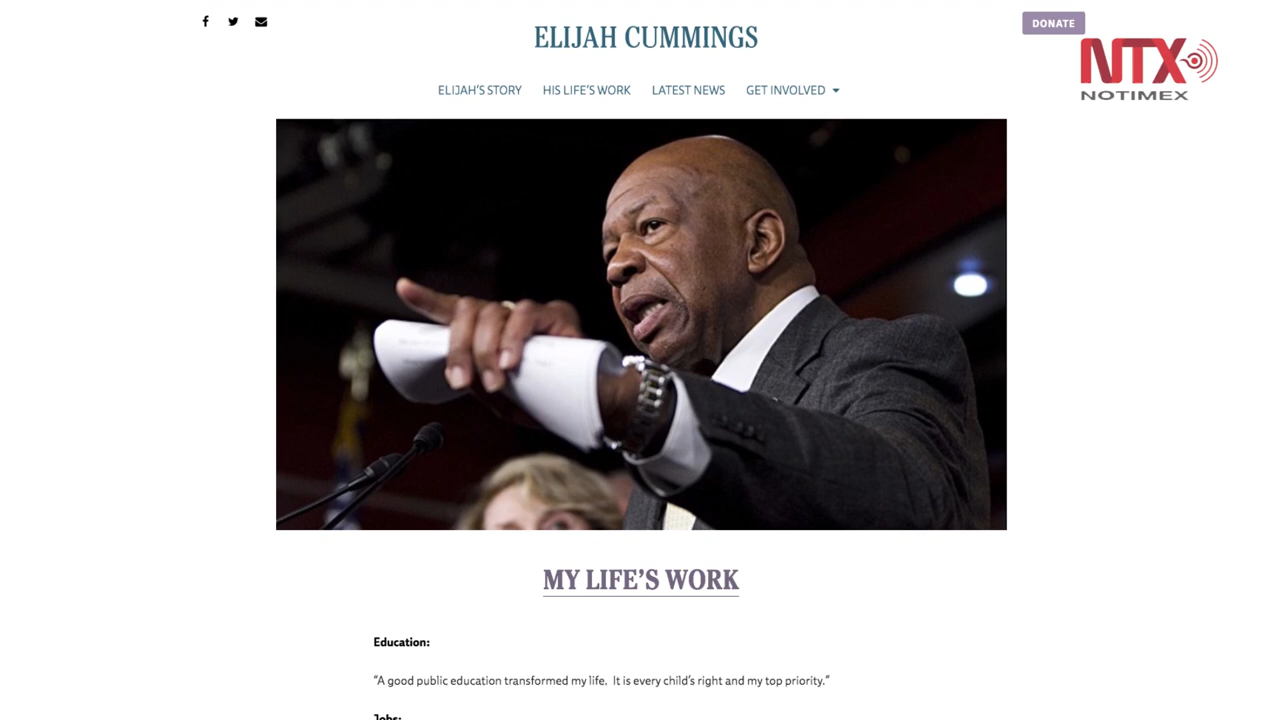 ELIJAH CUMMINGS
DONATE
NTX
NOTIMEX
ELIJAH'S STORY HIS LIFE'S WORK LATEST NEWS GET INVOLVED
MY LIFE'S WORK
Education:
“A good public education transformed my life. It is every child's right and my top priority.”
Jobs: